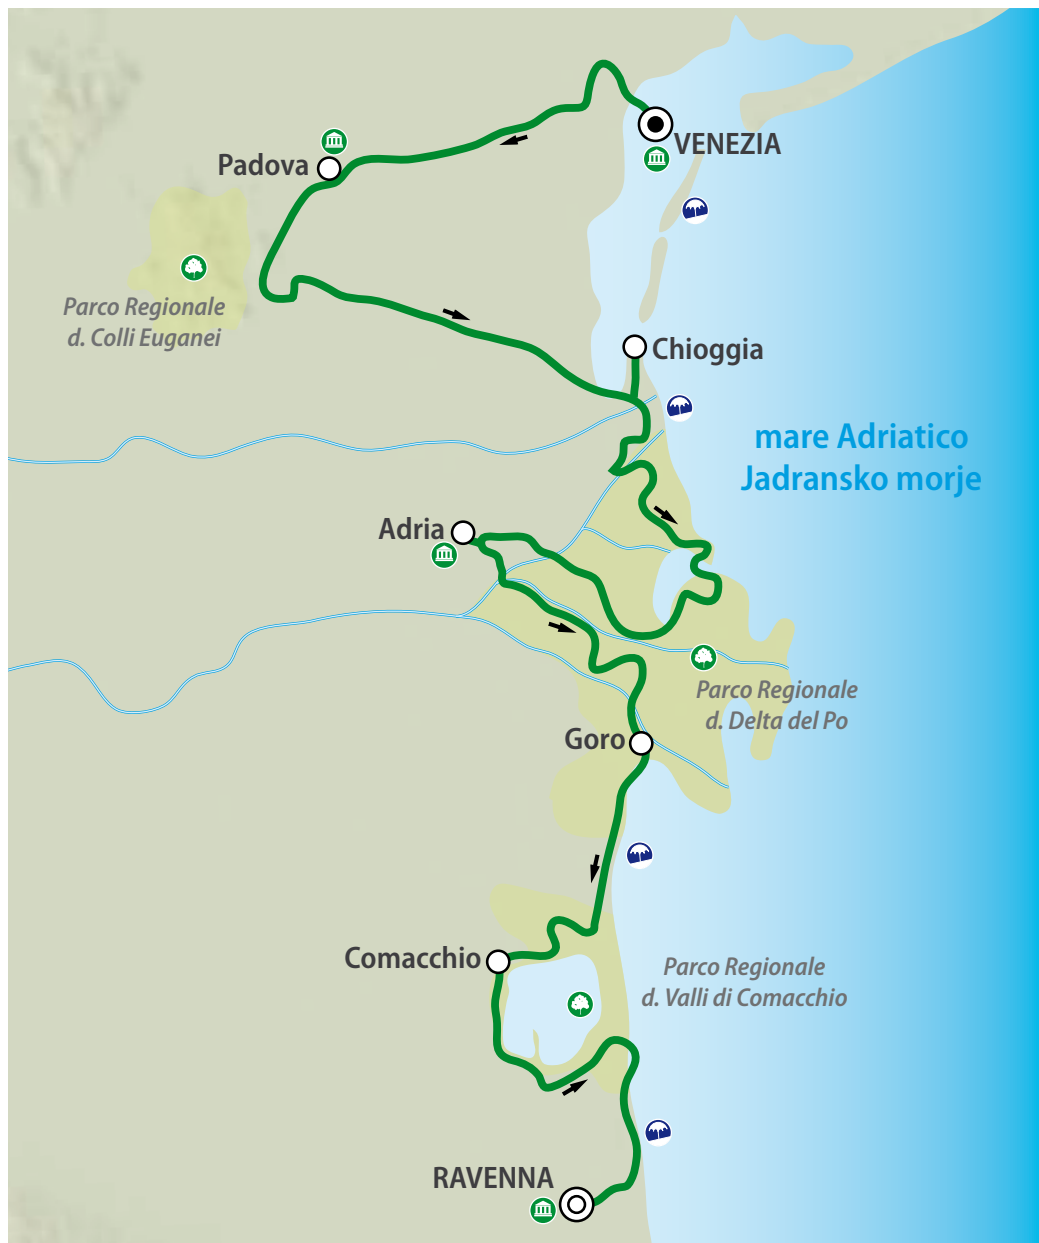 VENEZIA
Padova
Parco Regionale
d. Colli Euganei
Chioggia
mare Adriatico
Jadransko morje
Adria
Parco Regionale
d. Delta del Po
Goro
Comacchio
Parco Regionale
d. Valli di Comacchio
RAVENNA